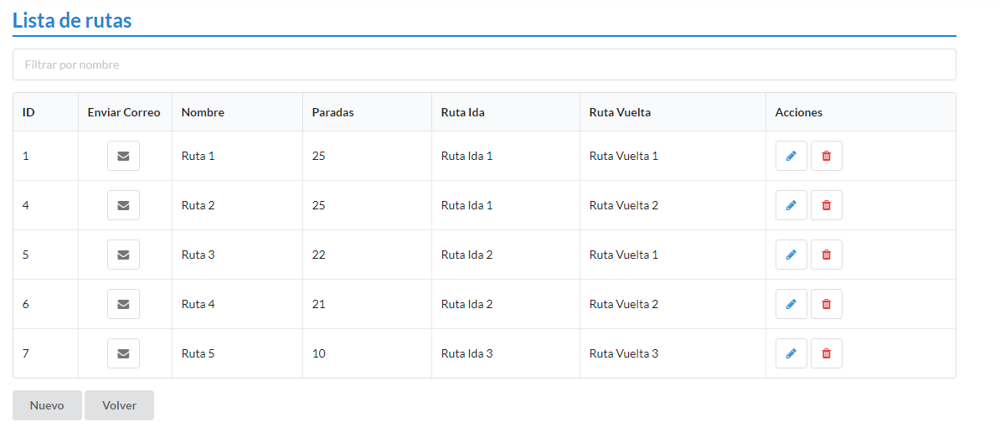 Lista de rutas
Filtrar por nombre
ID Enviar Correo Nombre Paradas Ruta Ida Ruta Vuelta Acciones
1 Ruta 1 25 Ruta Ida 1 Ruta Vuelta 1
4 Ruta 2 25 Ruta Ida 1 Ruta Vuelta 2
5 Ruta 3 22 Ruta Ida 2 Ruta Vuelta 1
6 Ruta 4 21 Ruta Ida 2 Ruta Vuelta 2
7 Ruta 5 10 Ruta Ida 3 Ruta Vuelta 3
Nuevo Volver